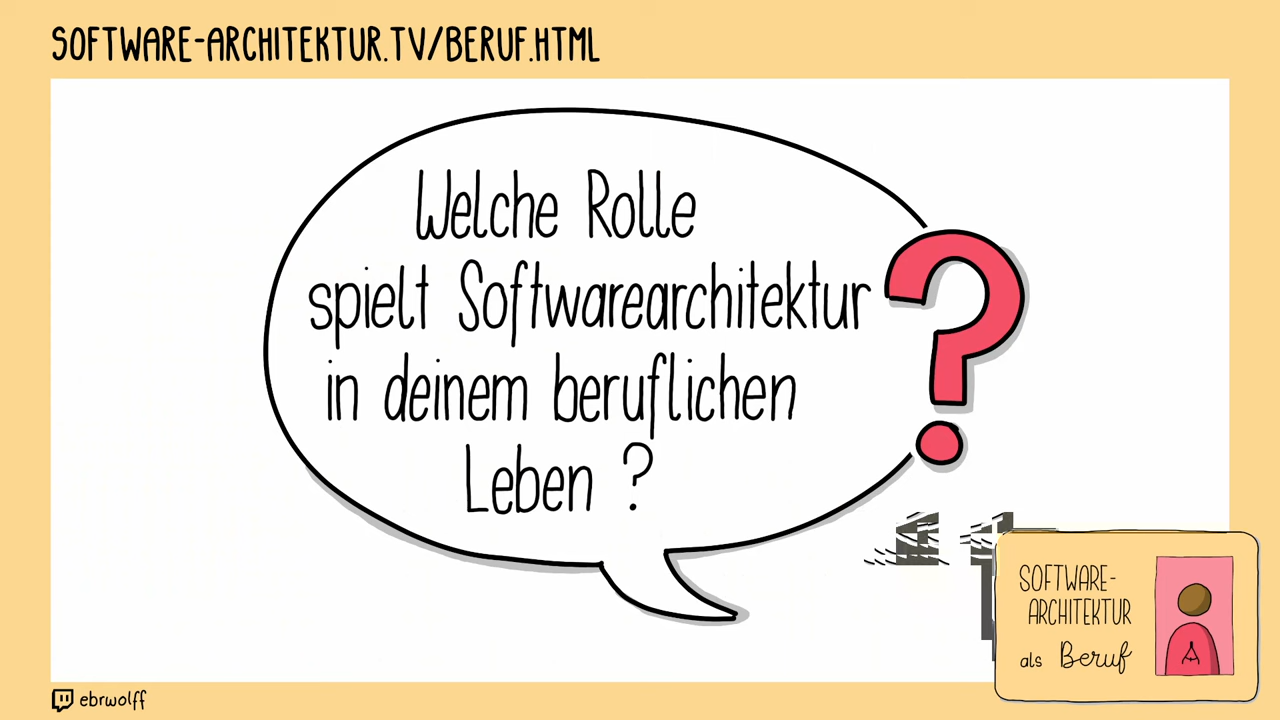 SOFTWARE-ARCHITEKTUR.TV/BERUF.HTML
Welche Rolle
spielt Softwarearchitektur
in deinem beruflichen
Leben ?
?
SOFTWARE-
ARCHITEKTUR
als Beruf
ebrwolff